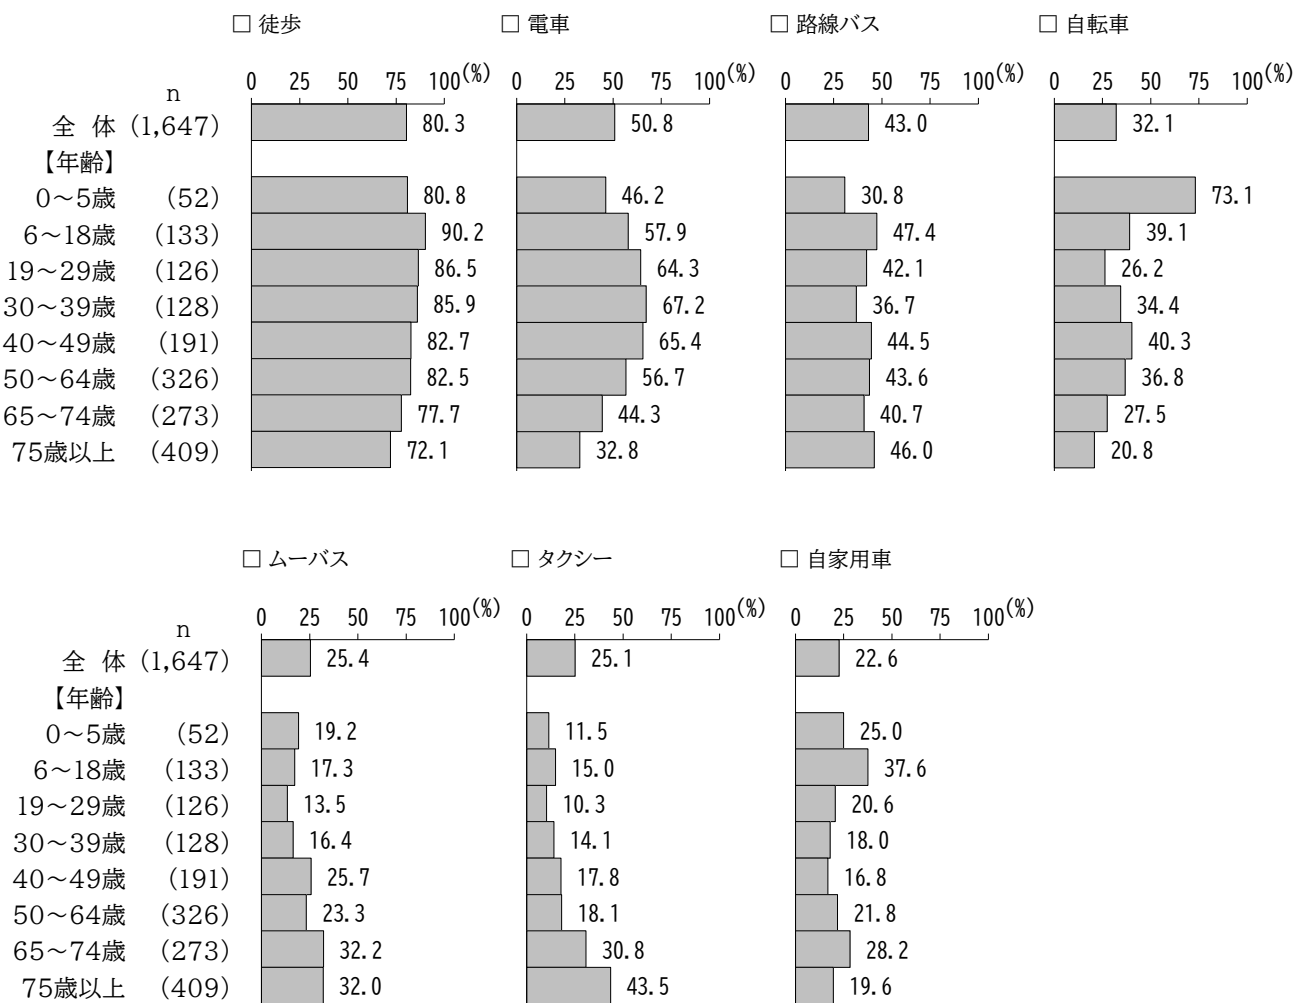 □ 徒歩 □ 電車 □ 路線バス □ 自転車
0 25 50 75 100(%) 0 25 50 75 100(%) 0 25 50 75 100(%) 0 25 50 75 100(%)
n
全 体 (1,647) 80.3 50.8 43.0 32.1
【年齢】
0～5歳 (52) 80.8 46.2 30.8 73.1
6～18歳 (133) 90.2 57.9 47.4 39.1
19～29歳 (126) 86.5 64.3 42.1 26.2
30～39歳 (128) 85.9 67.2 36.7 34.4
40～49歳 (191) 82.7 65.4 44.5 40.3
50～64歳 (326) 82.5 56.7 43.6 36.8
65～74歳 (273) 77.7 44.3 40.7 27.5
75歳以上 (409) 72.1 32.8 46.0 20.8
□ ムーバス □ タクシー □ 自家用車
0 25 50 75 100(%) 0 25 50 75 100(%) 0 25 50 75 100(%)
n
全 体 (1,647) 25.4 25.1 22.6
【年齢】
0～5歳 (52) 19.2 11.5 25.0
6～18歳 (133) 17.3 15.0 37.6
19～29歳 (126) 13.5 10.3 20.6
30～39歳 (128) 16.4 14.1 18.0
40～49歳 (191) 25.7 17.8 16.8
50～64歳 (326) 23.3 18.1 21.8
65～74歳 (273) 32.2 30.8 28.2
75歳以上 (409) 32.0 43.5 19.6